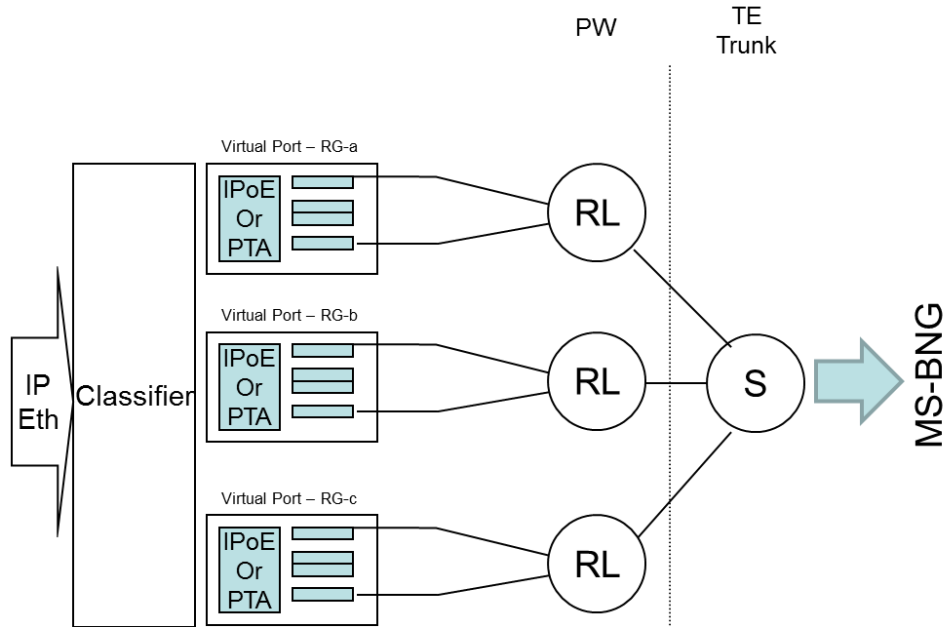 PW
TE
Trunk
Virtual Port – RG-a
IPoE
Or
PTA
RL
Virtual Port – RG-b
IP
Eth
Classifier
IPoE
Or
PTA
RL
S
MS-BNG
Virtual Port – RG-c
IPoE
Or
PTA
RL